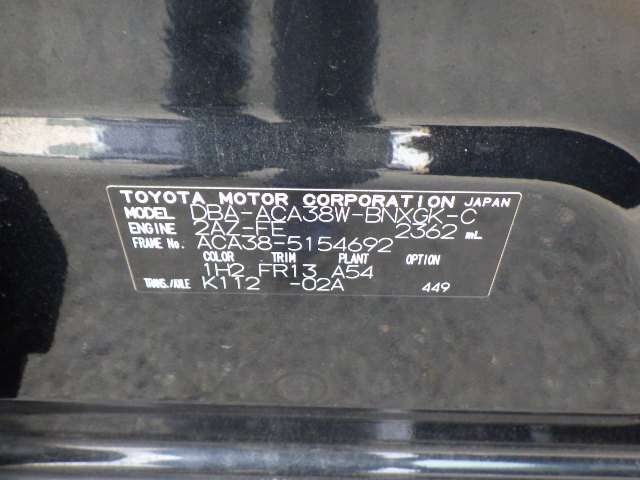 TOYOTA MOTOR CORPORATION JAPAN
MODEL DBA-ACA38W-BNXGK-C
ENGINE 2AZ-FE 2362 mL
FRAME No. ACA38-5154692
COLOR TRIM PLANT OPTION
1H2 FR13 A54
TRANS./AXLE K112 -02A 449